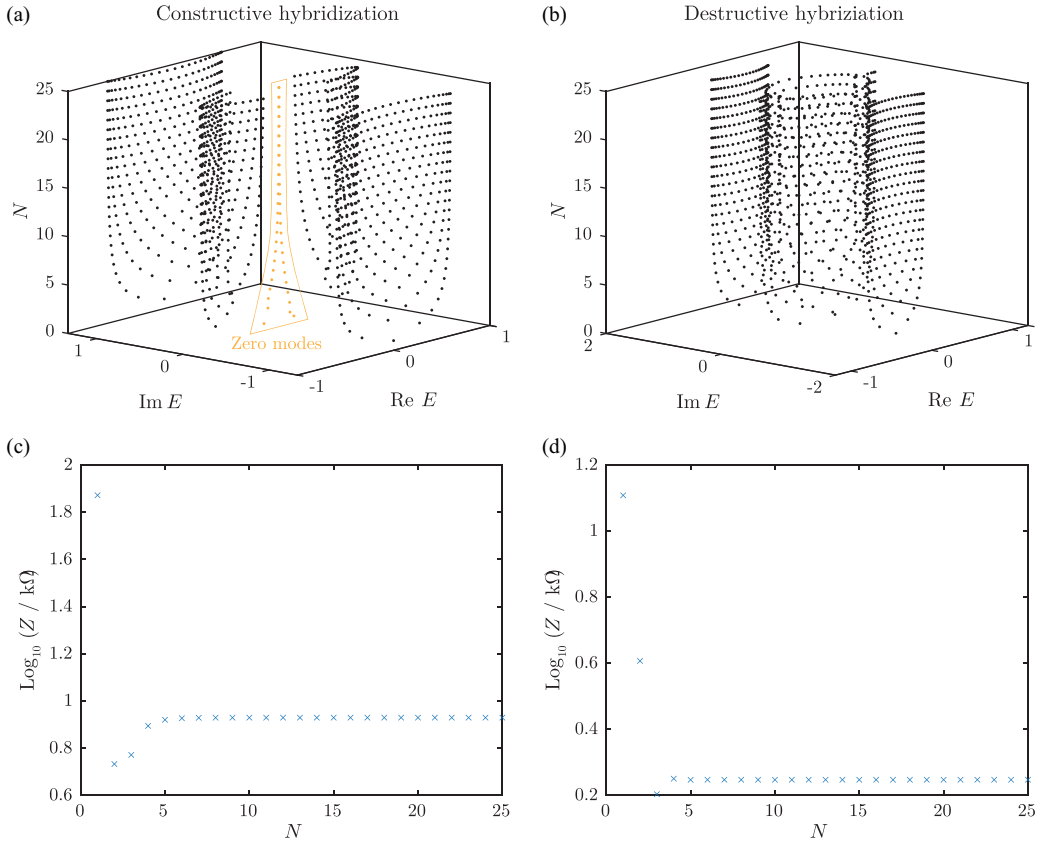 (a)
Constructive hybridization
25
20
15
10
5
0
N
1
0
-1
Im E
-1
0
1
Re E
Zero modes
(b)
Destructive hybriziation
25
20
15
10
5
0
N
2
0
-2
Im E
-1
0
1
Re E
(c)
2
1.8
1.6
1.4
1.2
1
0.8
0.6
Log₁₀ (Z / kΩ)
0 5 10 15 20 25
N
(d)
1.2
1
0.8
0.6
0.4
0.2
Log₁₀ (Z / kΩ)
0 5 10 15 20 25
N